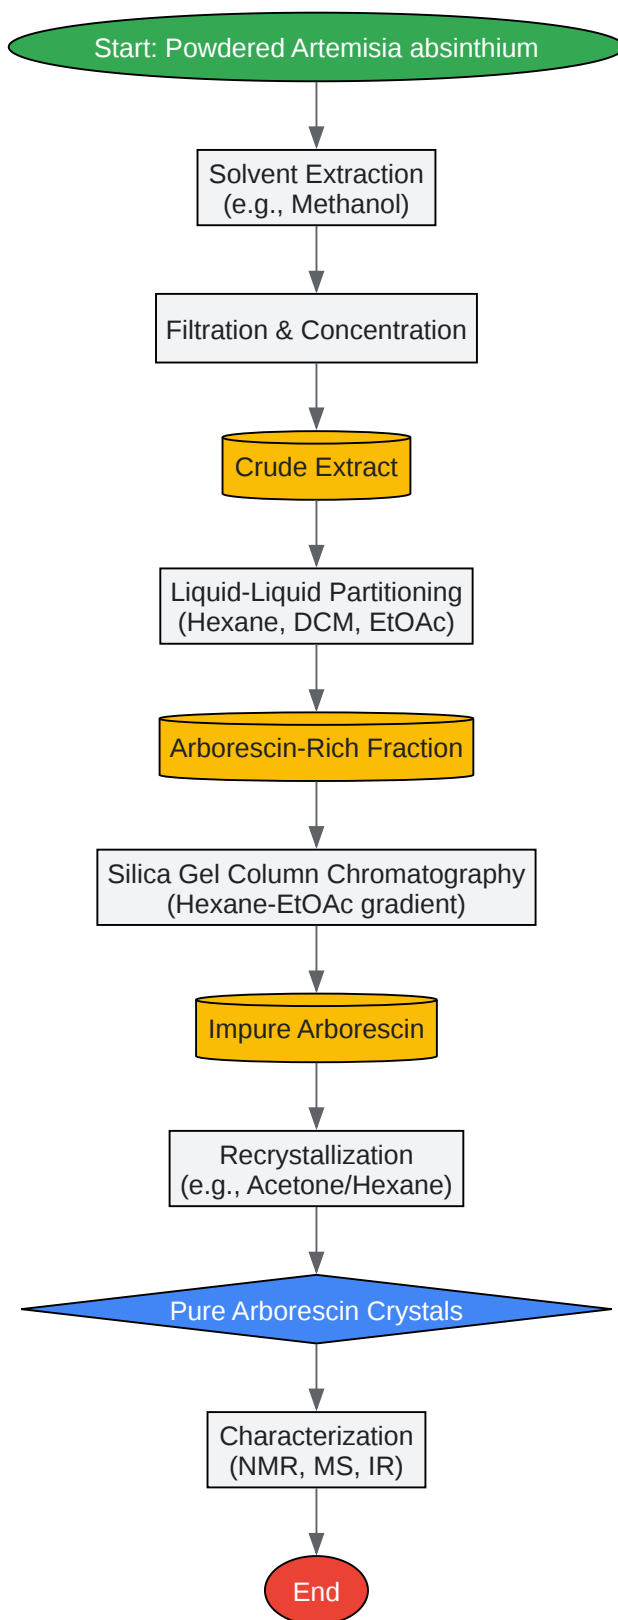 Start: Powdered Artemisia absinthium
Solvent Extraction
(e.g., Methanol)
Filtration & Concentration
Crude Extract
Liquid-Liquid Partitioning
(Hexane, DCM, EtOAc)
Arborescin-Rich Fraction
Silica Gel Column Chromatography
(Hexane-EtOAc gradient)
Impure Arborescin
Recrystallization
(e.g., Acetone/Hexane)
Pure Arborescin Crystals
Characterization
(NMR, MS, IR)
End